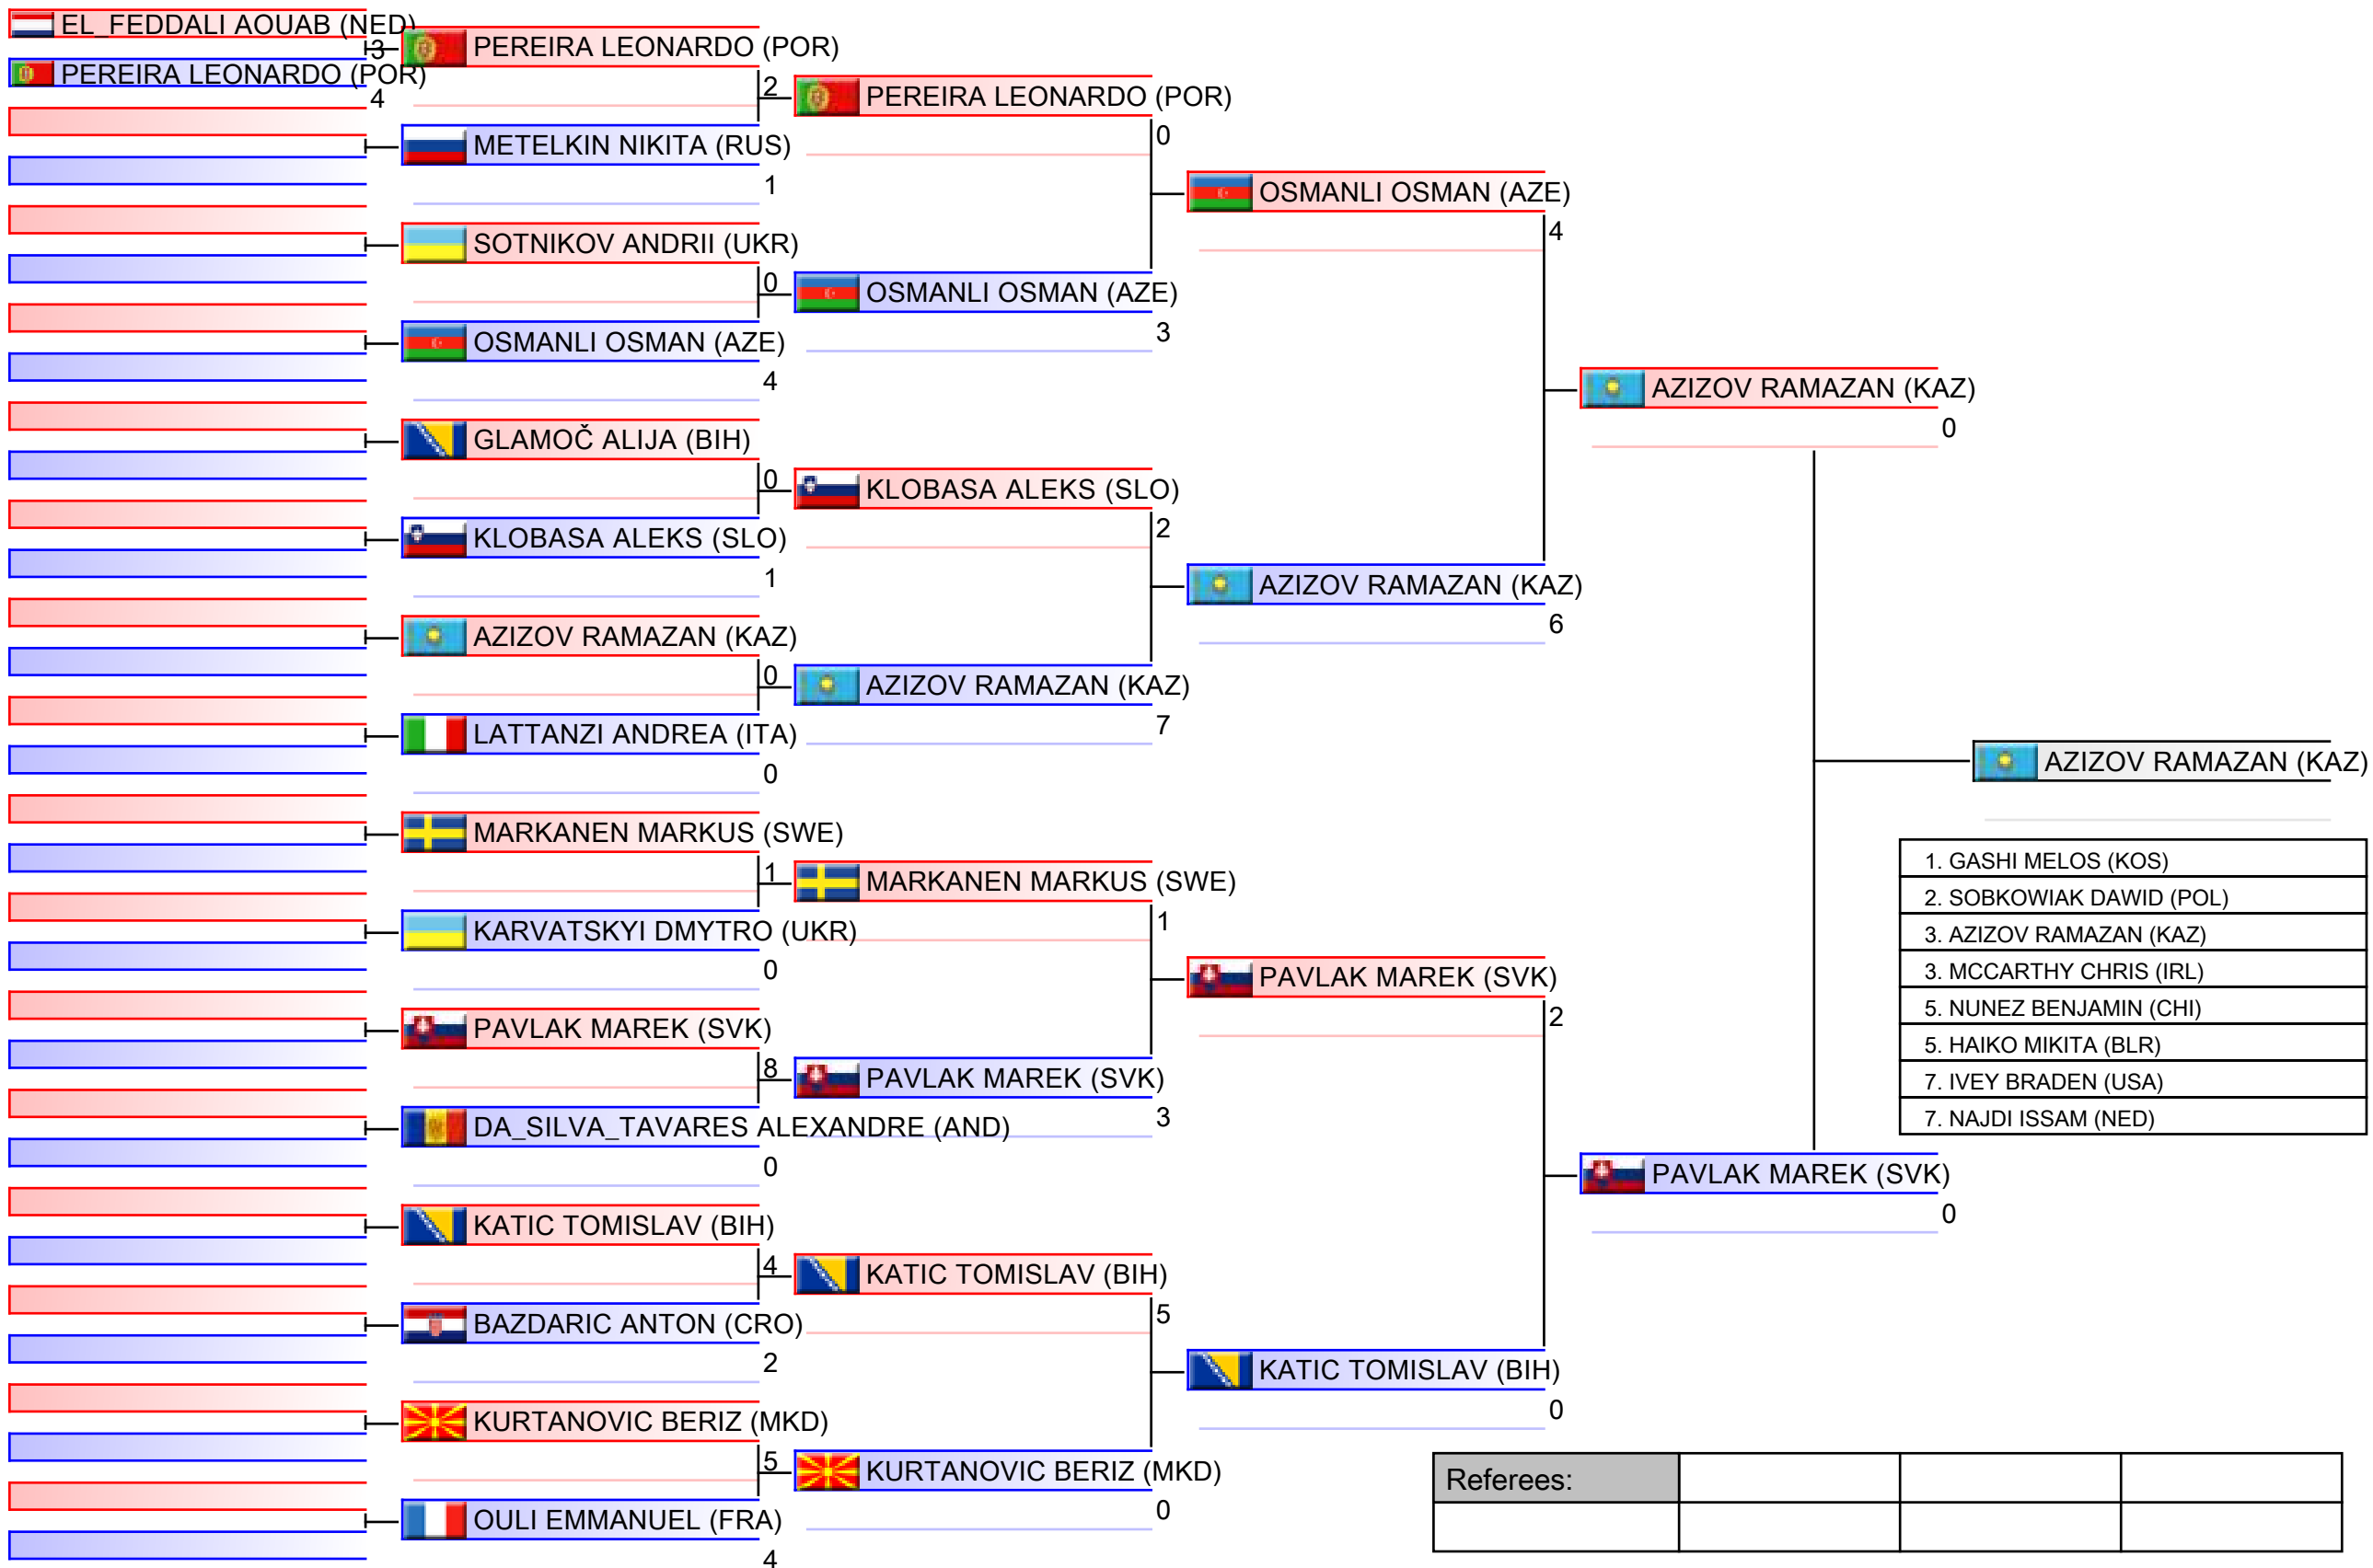 EL_FEDDALI AOUAB (NED)
3
PEREIRA LEONARDO (POR)
4
PEREIRA LEONARDO (POR)
2
METELKIN NIKITA (RUS)
1
SOTNIKOV ANDRII (UKR)
0
OSMANLI OSMAN (AZE)
4
GLAMOČ ALIJA (BIH)
0
KLOBASA ALEKS (SLO)
1
AZIZOV RAMAZAN (KAZ)
0
LATTANZI ANDREA (ITA)
0
MARKANEN MARKUS (SWE)
1
KARVATSKYI DMYTRO (UKR)
0
PAVLAK MAREK (SVK)
8
DA_SILVA_TAVARES ALEXANDRE (AND)
0
KATIC TOMISLAV (BIH)
4
BAZDARIC ANTON (CRO)
2
KURTANOVIC BERIZ (MKD)
5
OULI EMMANUEL (FRA)
4
PEREIRA LEONARDO (POR)
0
OSMANLI OSMAN (AZE)
3
KLOBASA ALEKS (SLO)
2
AZIZOV RAMAZAN (KAZ)
7
MARKANEN MARKUS (SWE)
1
PAVLAK MAREK (SVK)
3
KATIC TOMISLAV (BIH)
5
KURTANOVIC BERIZ (MKD)
0
OSMANLI OSMAN (AZE)
4
AZIZOV RAMAZAN (KAZ)
6
PAVLAK MAREK (SVK)
2
KATIC TOMISLAV (BIH)
0
AZIZOV RAMAZAN (KAZ)
0
PAVLAK MAREK (SVK)
0
AZIZOV RAMAZAN (KAZ)
1. GASHI MELOS (KOS)
2. SOBKOWIAK DAWID (POL)
3. AZIZOV RAMAZAN (KAZ)
3. MCCARTHY CHRIS (IRL)
5. NUNEZ BENJAMIN (CHI)
5. HAIKO MIKITA (BLR)
7. IVEY BRADEN (USA)
7. NAJDI ISSAM (NED)
Referees: